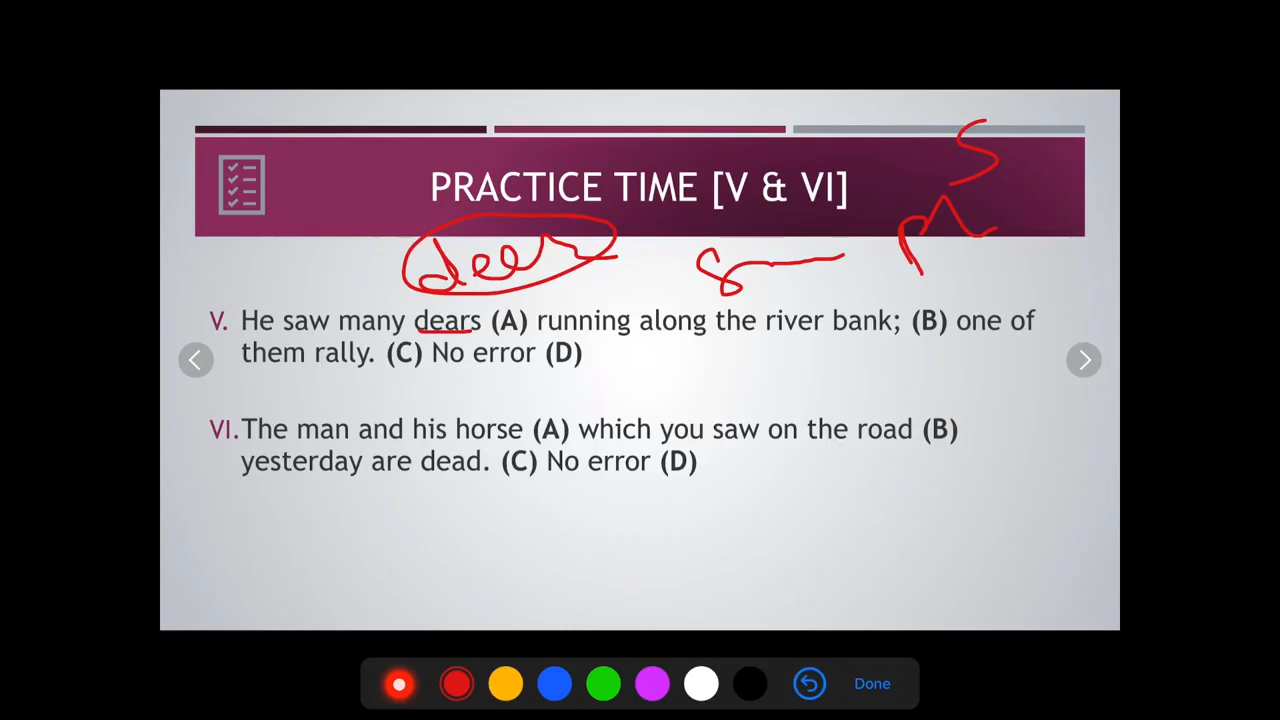 PRACTICE TIME [V & VI]
deer
V. He saw many dears (A) running along the river bank; (B) one of
them rally. (C) No error (D)
VI.The man and his horse (A) which you saw on the road (B)
yesterday are dead. (C) No error (D)
Done